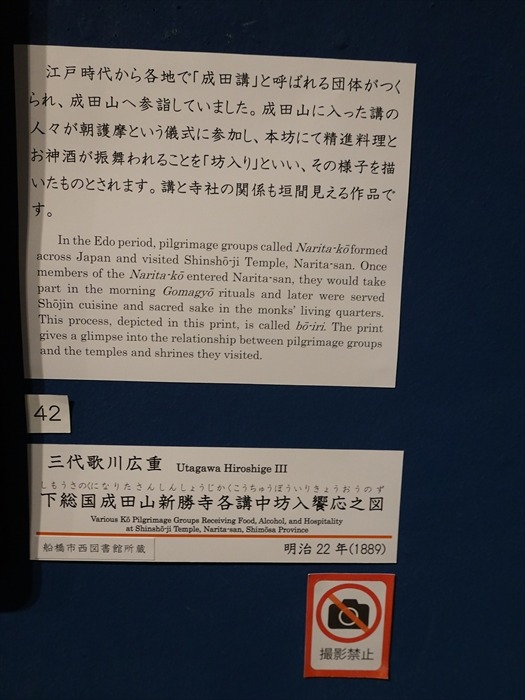 江戸時代から各地で「成田講」と呼ばれる団体がつく
られ、成田山へ参詣していました。成田山に入った講の
人々が朝護摩という儀式に参加し、本坊にて精進料理と
お神酒が振舞われることを「坊入り」といい、その様子を描
いたものとされます。講と寺社の関係も垣間見える作品で
す。
In the Edo period, pilgrimage groups called Narita-kō formed
across Japan and visited Shinshō-ji Temple, Narita-san. Once
members of the Narita-kō entered Narita-san, they would take
part in the morning Gomagyō rituals and later were served
Shōjin cuisine and sacred sake in the monks' living quarters.
This process, depicted in this print, is called bō-iri. The print
gives a glimpse into the relationship between pilgrimage groups
and the temples and shrines they visited.
42
三代歌川広重 Utagawa Hiroshige III
しもうさのくになりたさんしんしょうじかくこうちゅうぼういりきょうおうのず
下総国成田山新勝寺各講中坊入饗応之図
Various Kō Pilgrimage Groups Receiving Food, Alcohol, and Hospitality
at Shinshō-ji Temple, Narita-san, Shimōsa Province
船橋市西図書館所蔵 明治22年(1889)
撮影禁止